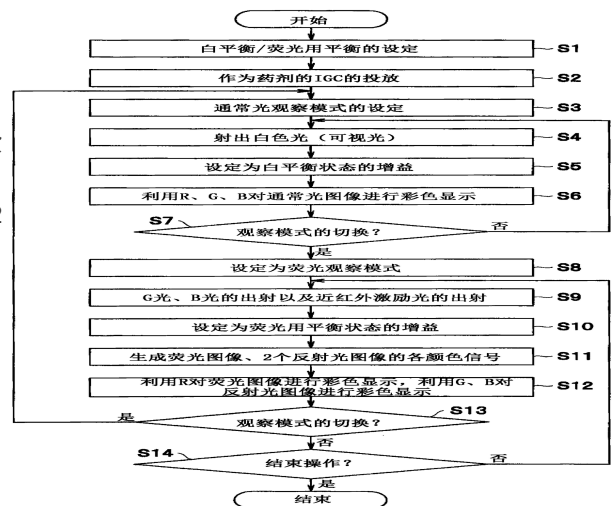 开始
白平衡/荧光用平衡的设定
S1
作为药剂的IGC的投放
S2
通常光观察模式的设定
S3
射出白色光（可视光）
S4
设定为白平衡状态的增益
S5
利用R、G、B对通常光图像进行彩色显示
S6
S7
观察模式的切换？
否
是
设定为荧光观察模式
S8
G光、B光的出射以及近红外激励光的出射
S9
设定为荧光用平衡状态的增益
S10
生成荧光图像、2个反射光图像的各颜色信号
S11
利用R对荧光图像进行彩色显示，利用G、B对
反射光图像进行彩色显示
S12
是
观察模式的切换？
S13
否
S14
结束操作？
否
是
结束